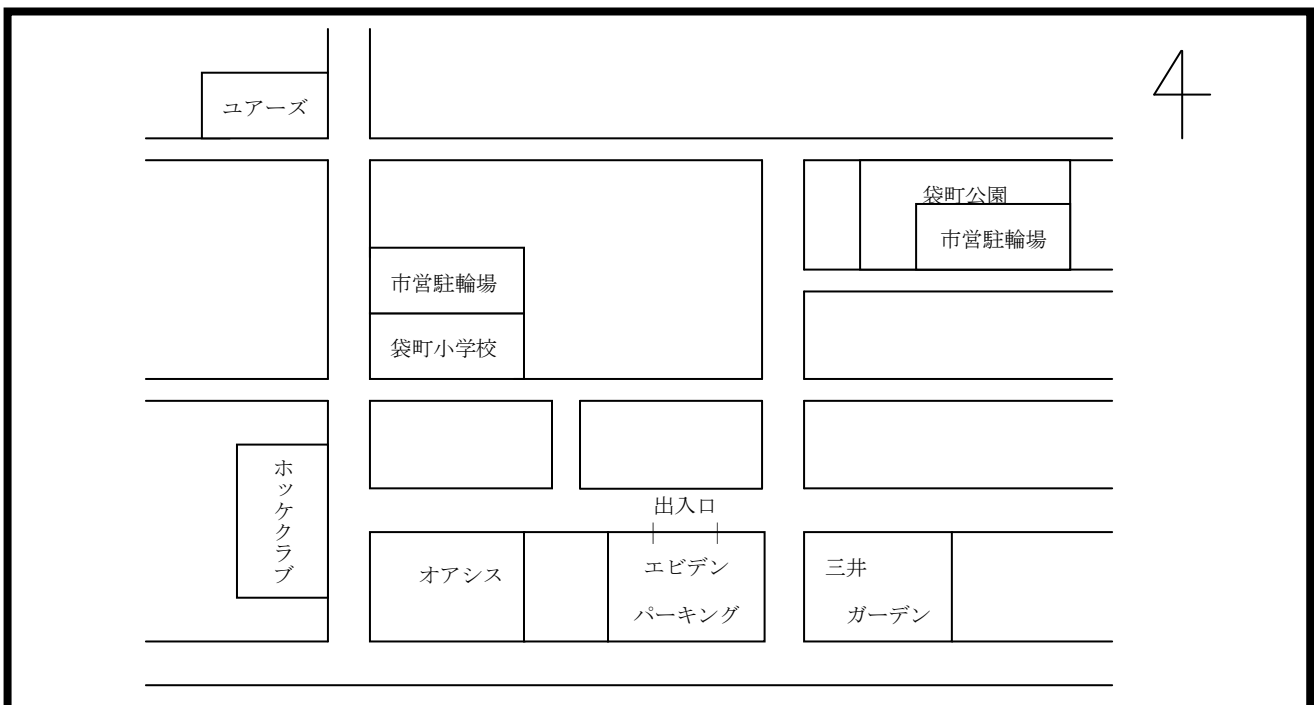 ユアーズ
袋町公園
市営駐輪場
市営駐輪場
袋町小学校
ホッケクラブ
出入口
オアシス
エビデン
パーキング
三井
ガーデン